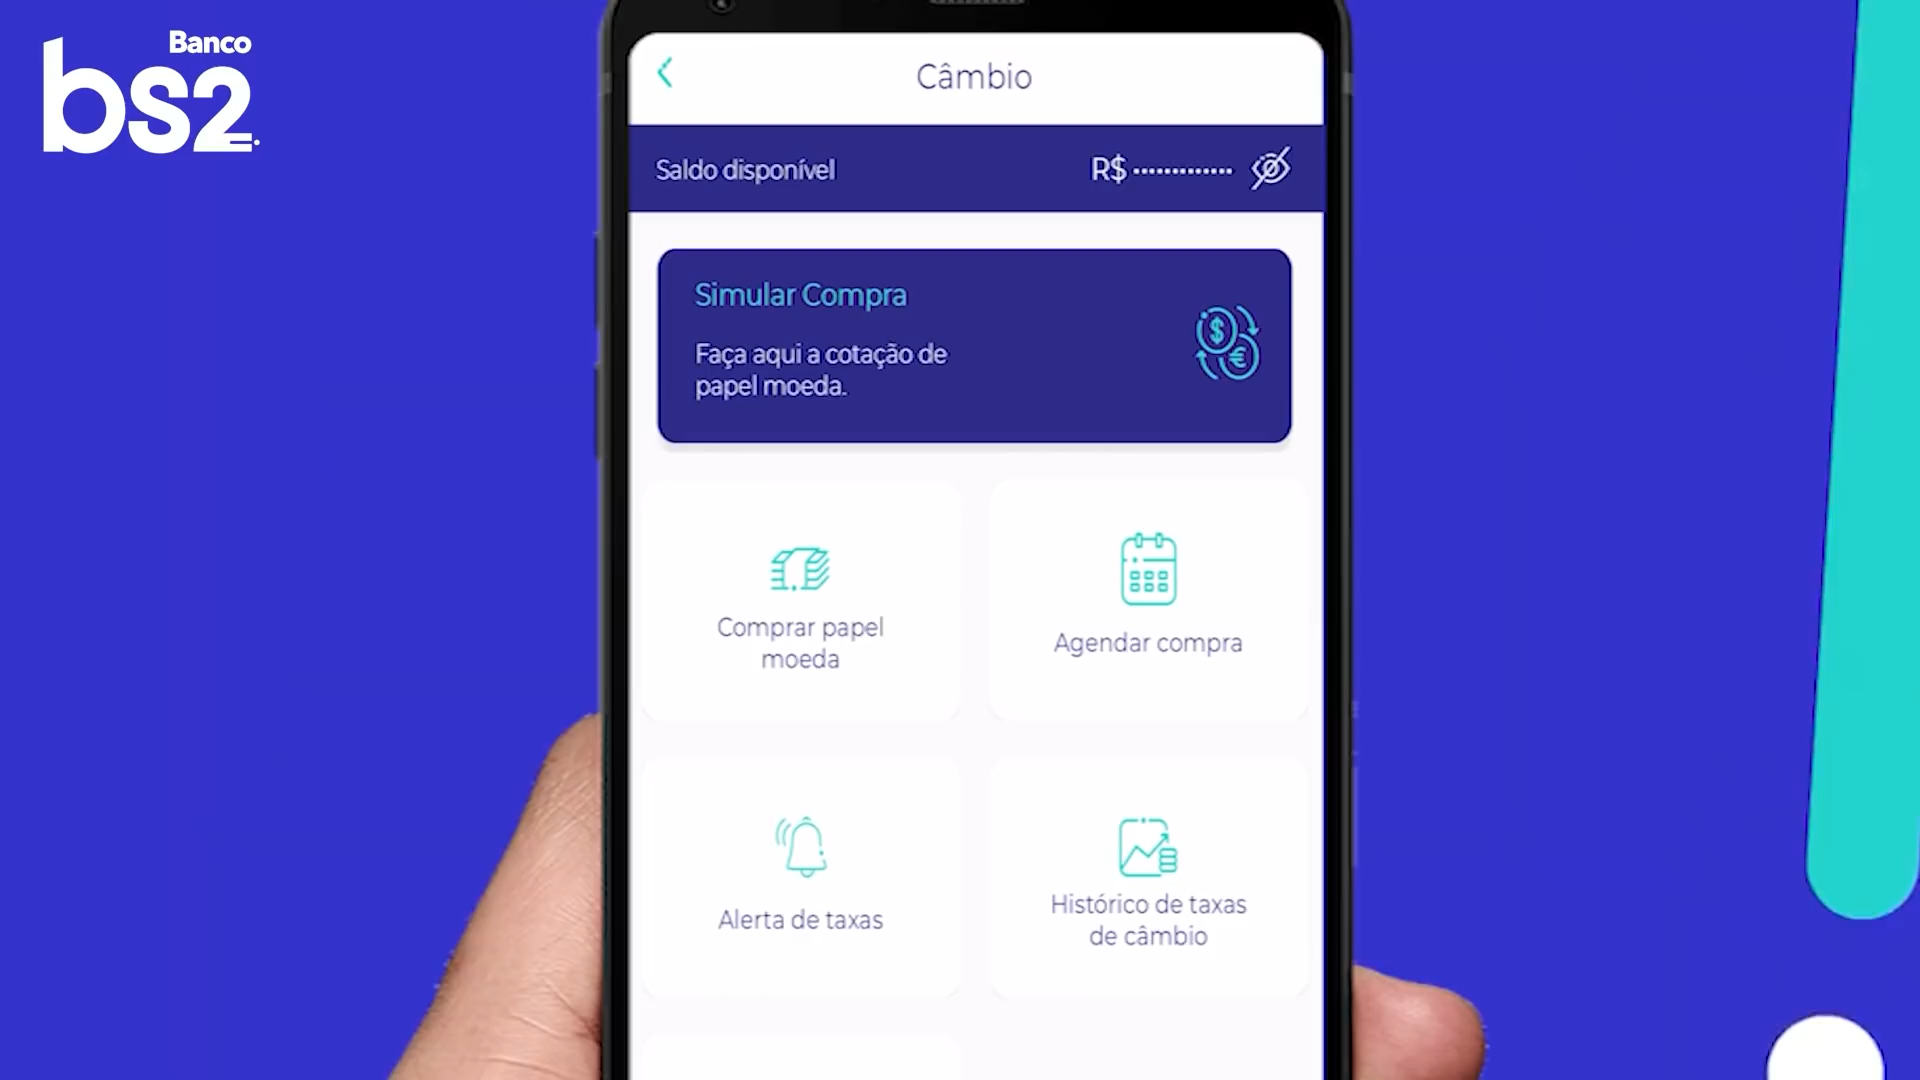 Banco
bs2.
Câmbio
Saldo disponível
R$ ·············
Simular Compra
Faça aqui a cotação de
papel moeda.
Comprar papel
moeda
Agendar compra
Alerta de taxas
Histórico de taxas
de câmbio